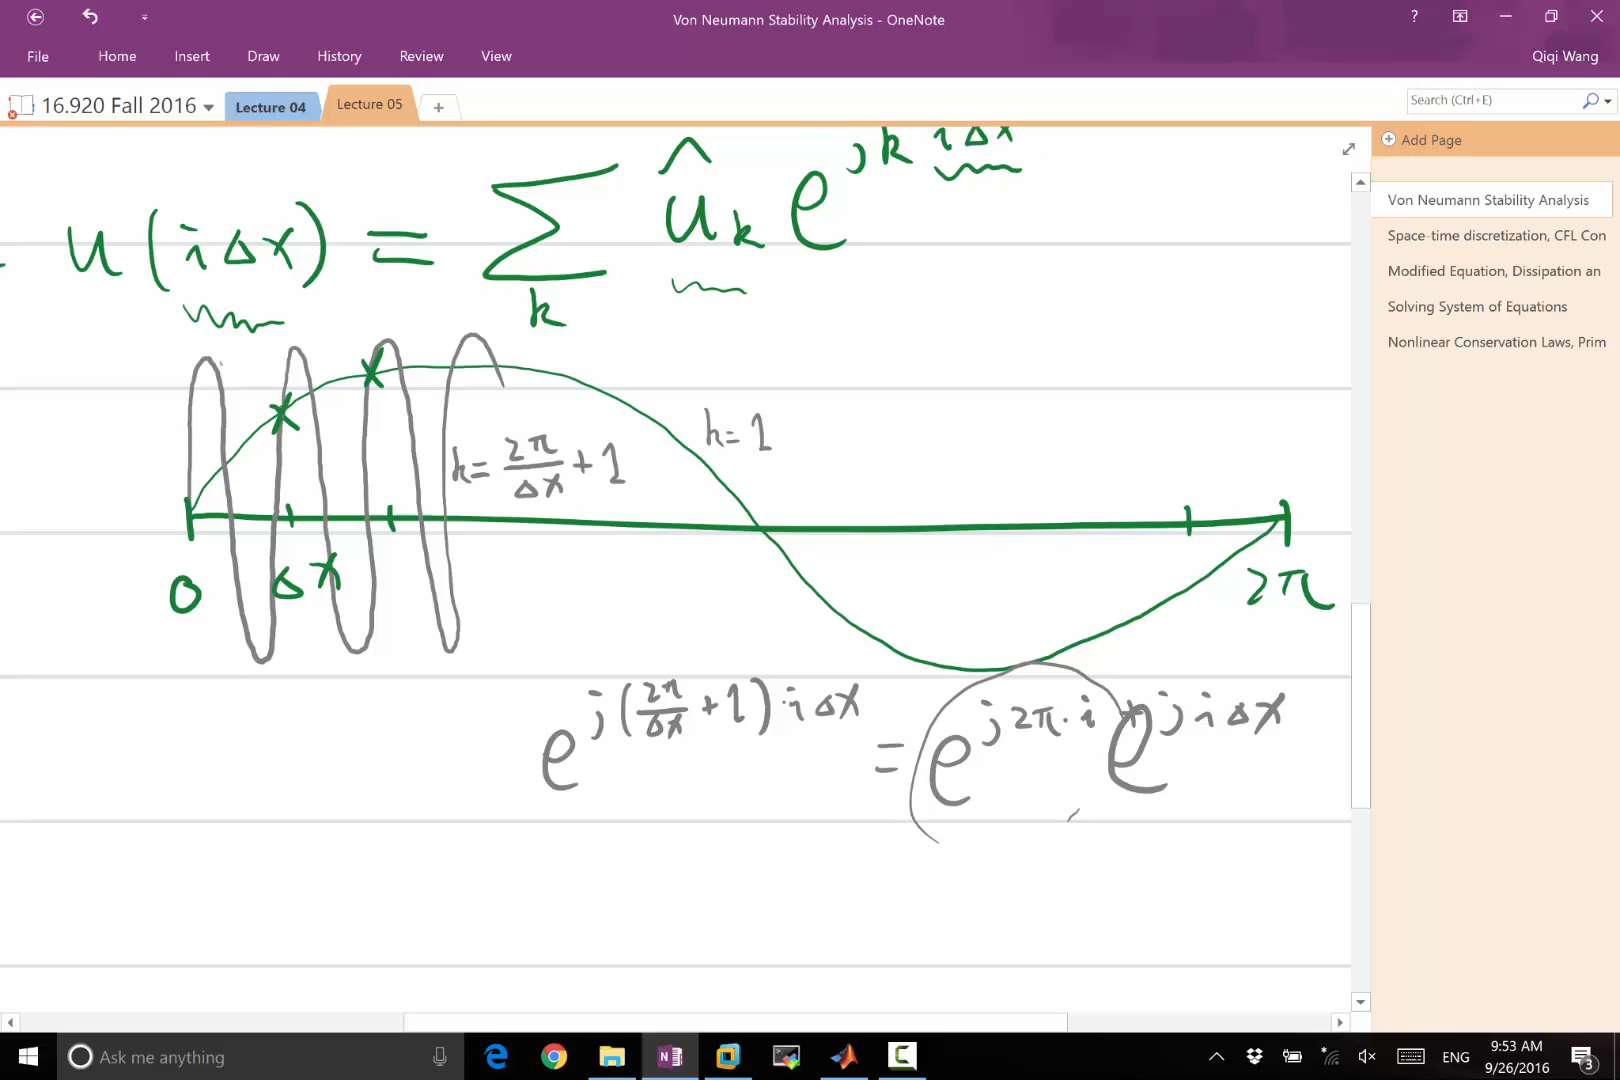 Von Neumann Stability Analysis - OneNote
?
File Home Insert Draw History Review View
Qiqi Wang
16.920 Fall 2016 Lecture 04 Lecture 05 +
Search (Ctrl+E)
Add Page
Von Neumann Stability Analysis
Space-time discretization, CFL Con
Modified Equation, Dissipation an
Solving System of Equations
Nonlinear Conservation Laws, Prim
u(iΔx) = Σ_k û_k e^{jk iΔx}
k = 1
k = 2π/Δx + 1
0 Δx 2π
e^{j(2π/Δx + 1)·iΔx} = e^{j2π·i} e^{jiΔx}
Ask me anything
ENG
9:53 AM
9/26/2016
3